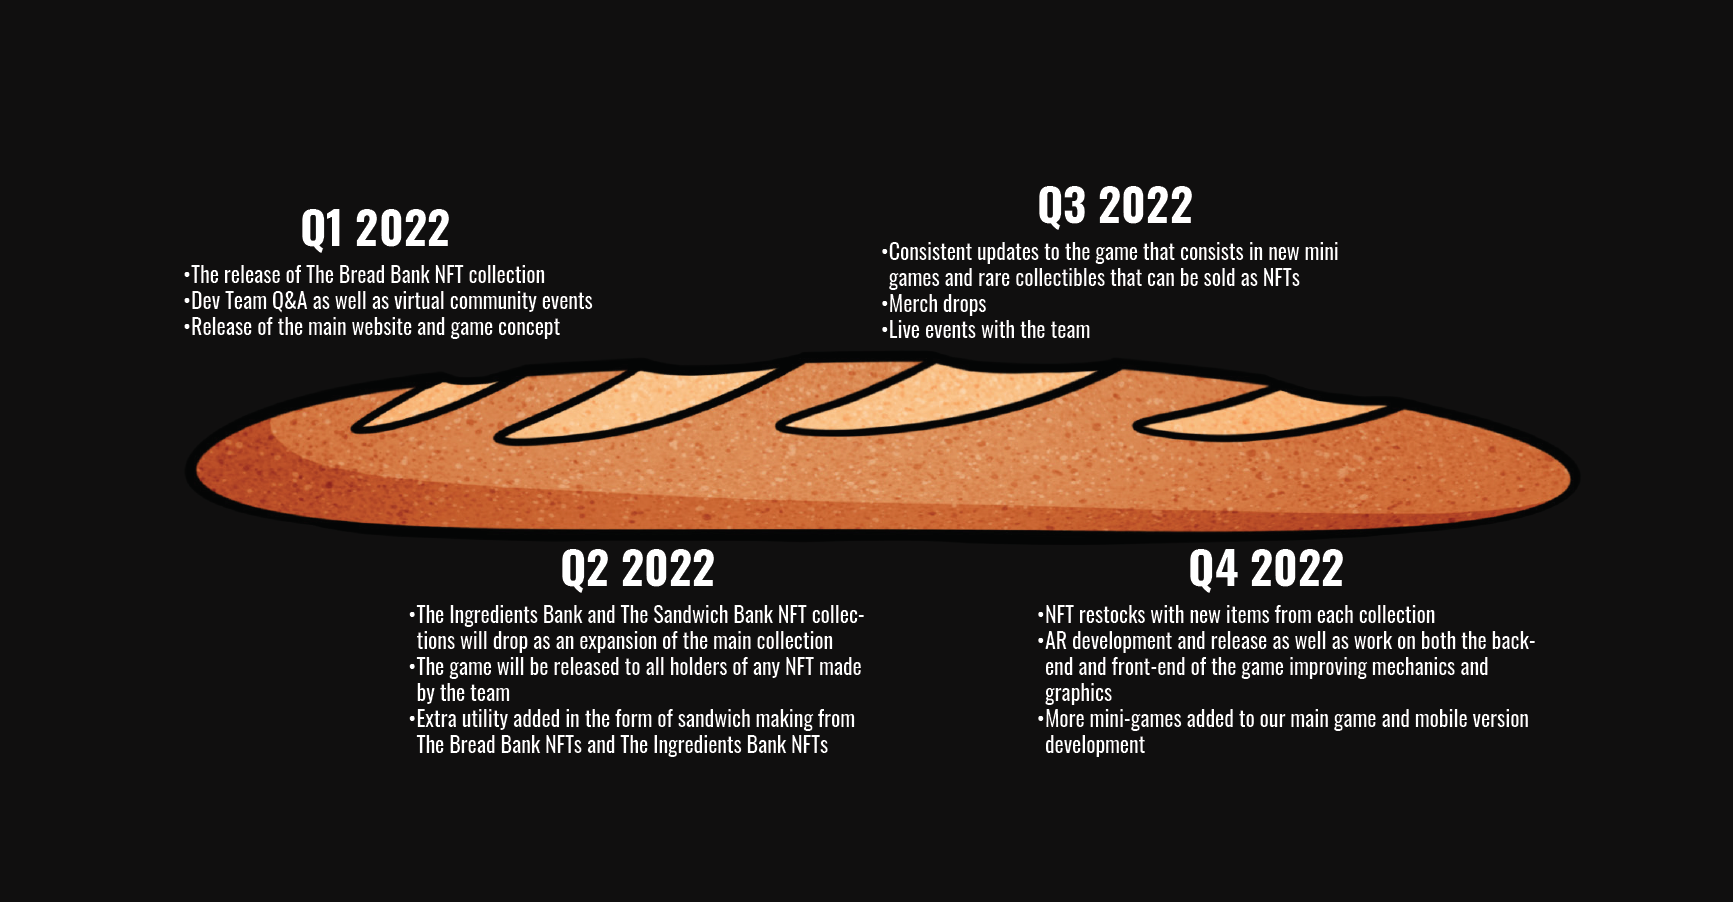 Q1 2022
•The release of The Bread Bank NFT collection
•Dev Team Q&A as well as virtual community events
•Release of the main website and game concept
Q3 2022
•Consistent updates to the game that consists in new mini
games and rare collectibles that can be sold as NFTs
•Merch drops
•Live events with the team
Q2 2022
•The Ingredients Bank and The Sandwich Bank NFT collec-
tions will drop as an expansion of the main collection
•The game will be released to all holders of any NFT made
by the team
•Extra utility added in the form of sandwich making from
The Bread Bank NFTs and The Ingredients Bank NFTs
Q4 2022
•NFT restocks with new items from each collection
•AR development and release as well as work on both the back-
end and front-end of the game improving mechanics and
graphics
•More mini-games added to our main game and mobile version
development